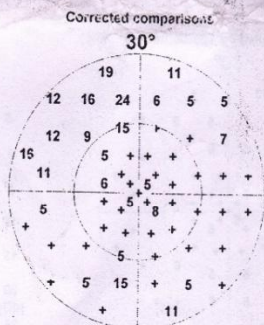 Corrected comparisons
30°
19 11
12 16 24 6 5 5
15 +
12 9 + 7
16 5 + + +
11 + + + + + +
6 + 5 +
+ 5 + + + + +
5 + 8 + + +
+ + + + +
+ + + +
5 +
+ 5 15 + 5 +
+ 11